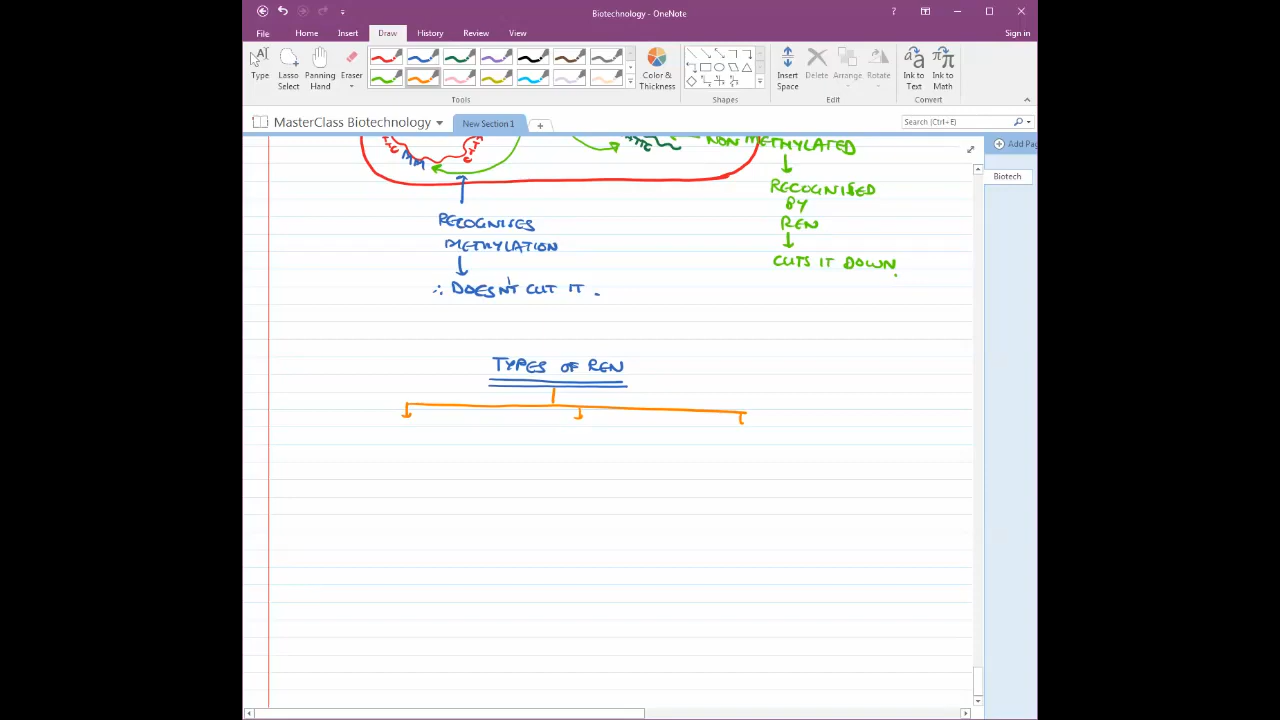 Biotechnology - OneNote
File Home Insert Draw History Review View Sign in
Type Lasso Select Panning Hand Eraser Color & Thickness Insert Space Delete Arrange Rotate Ink to Text Ink to Math
Tools Shapes Edit Convert
MasterClass Biotechnology New Section 1 Search (Ctrl+E)
Add Pag
Biotech
NON METHYLATED
MM
RECOGNISED
BY
REN
CUTS IT DOWN.
RECOGNISES
METHYLATION
∴ DOESN'T CUT IT.
TYPES OF REN